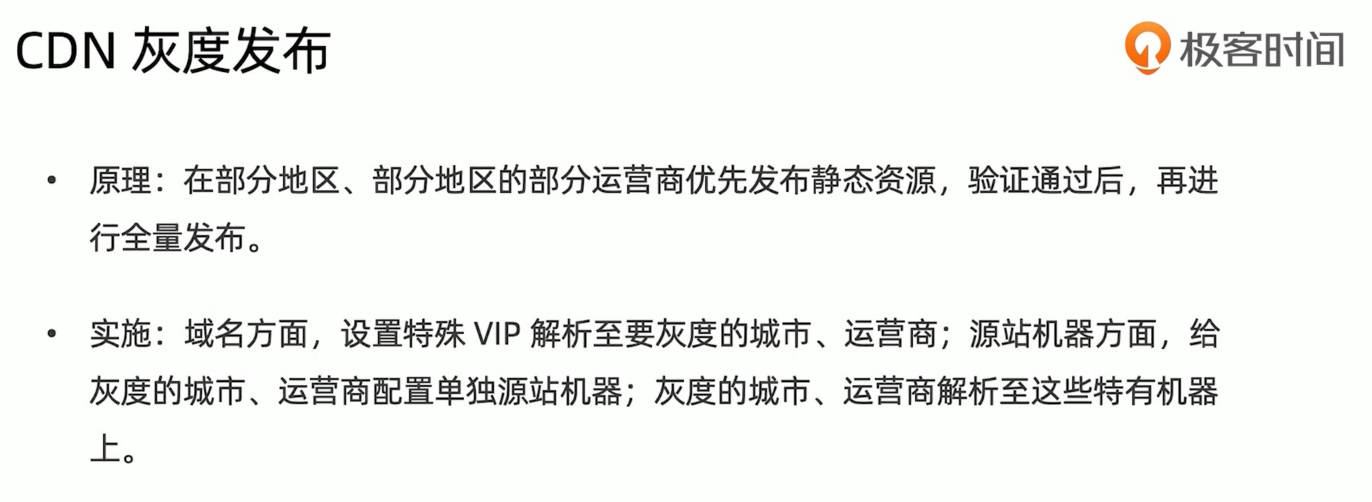 CDN 灰度发布
极客时间
• 原理：在部分地区、部分地区的部分运营商优先发布静态资源，验证通过后，再进
行全量发布。
• 实施：域名方面，设置特殊 VIP 解析至要灰度的城市、运营商；源站机器方面，给
灰度的城市、运营商配置单独源站机器；灰度的城市、运营商解析至这些特有机器
上。